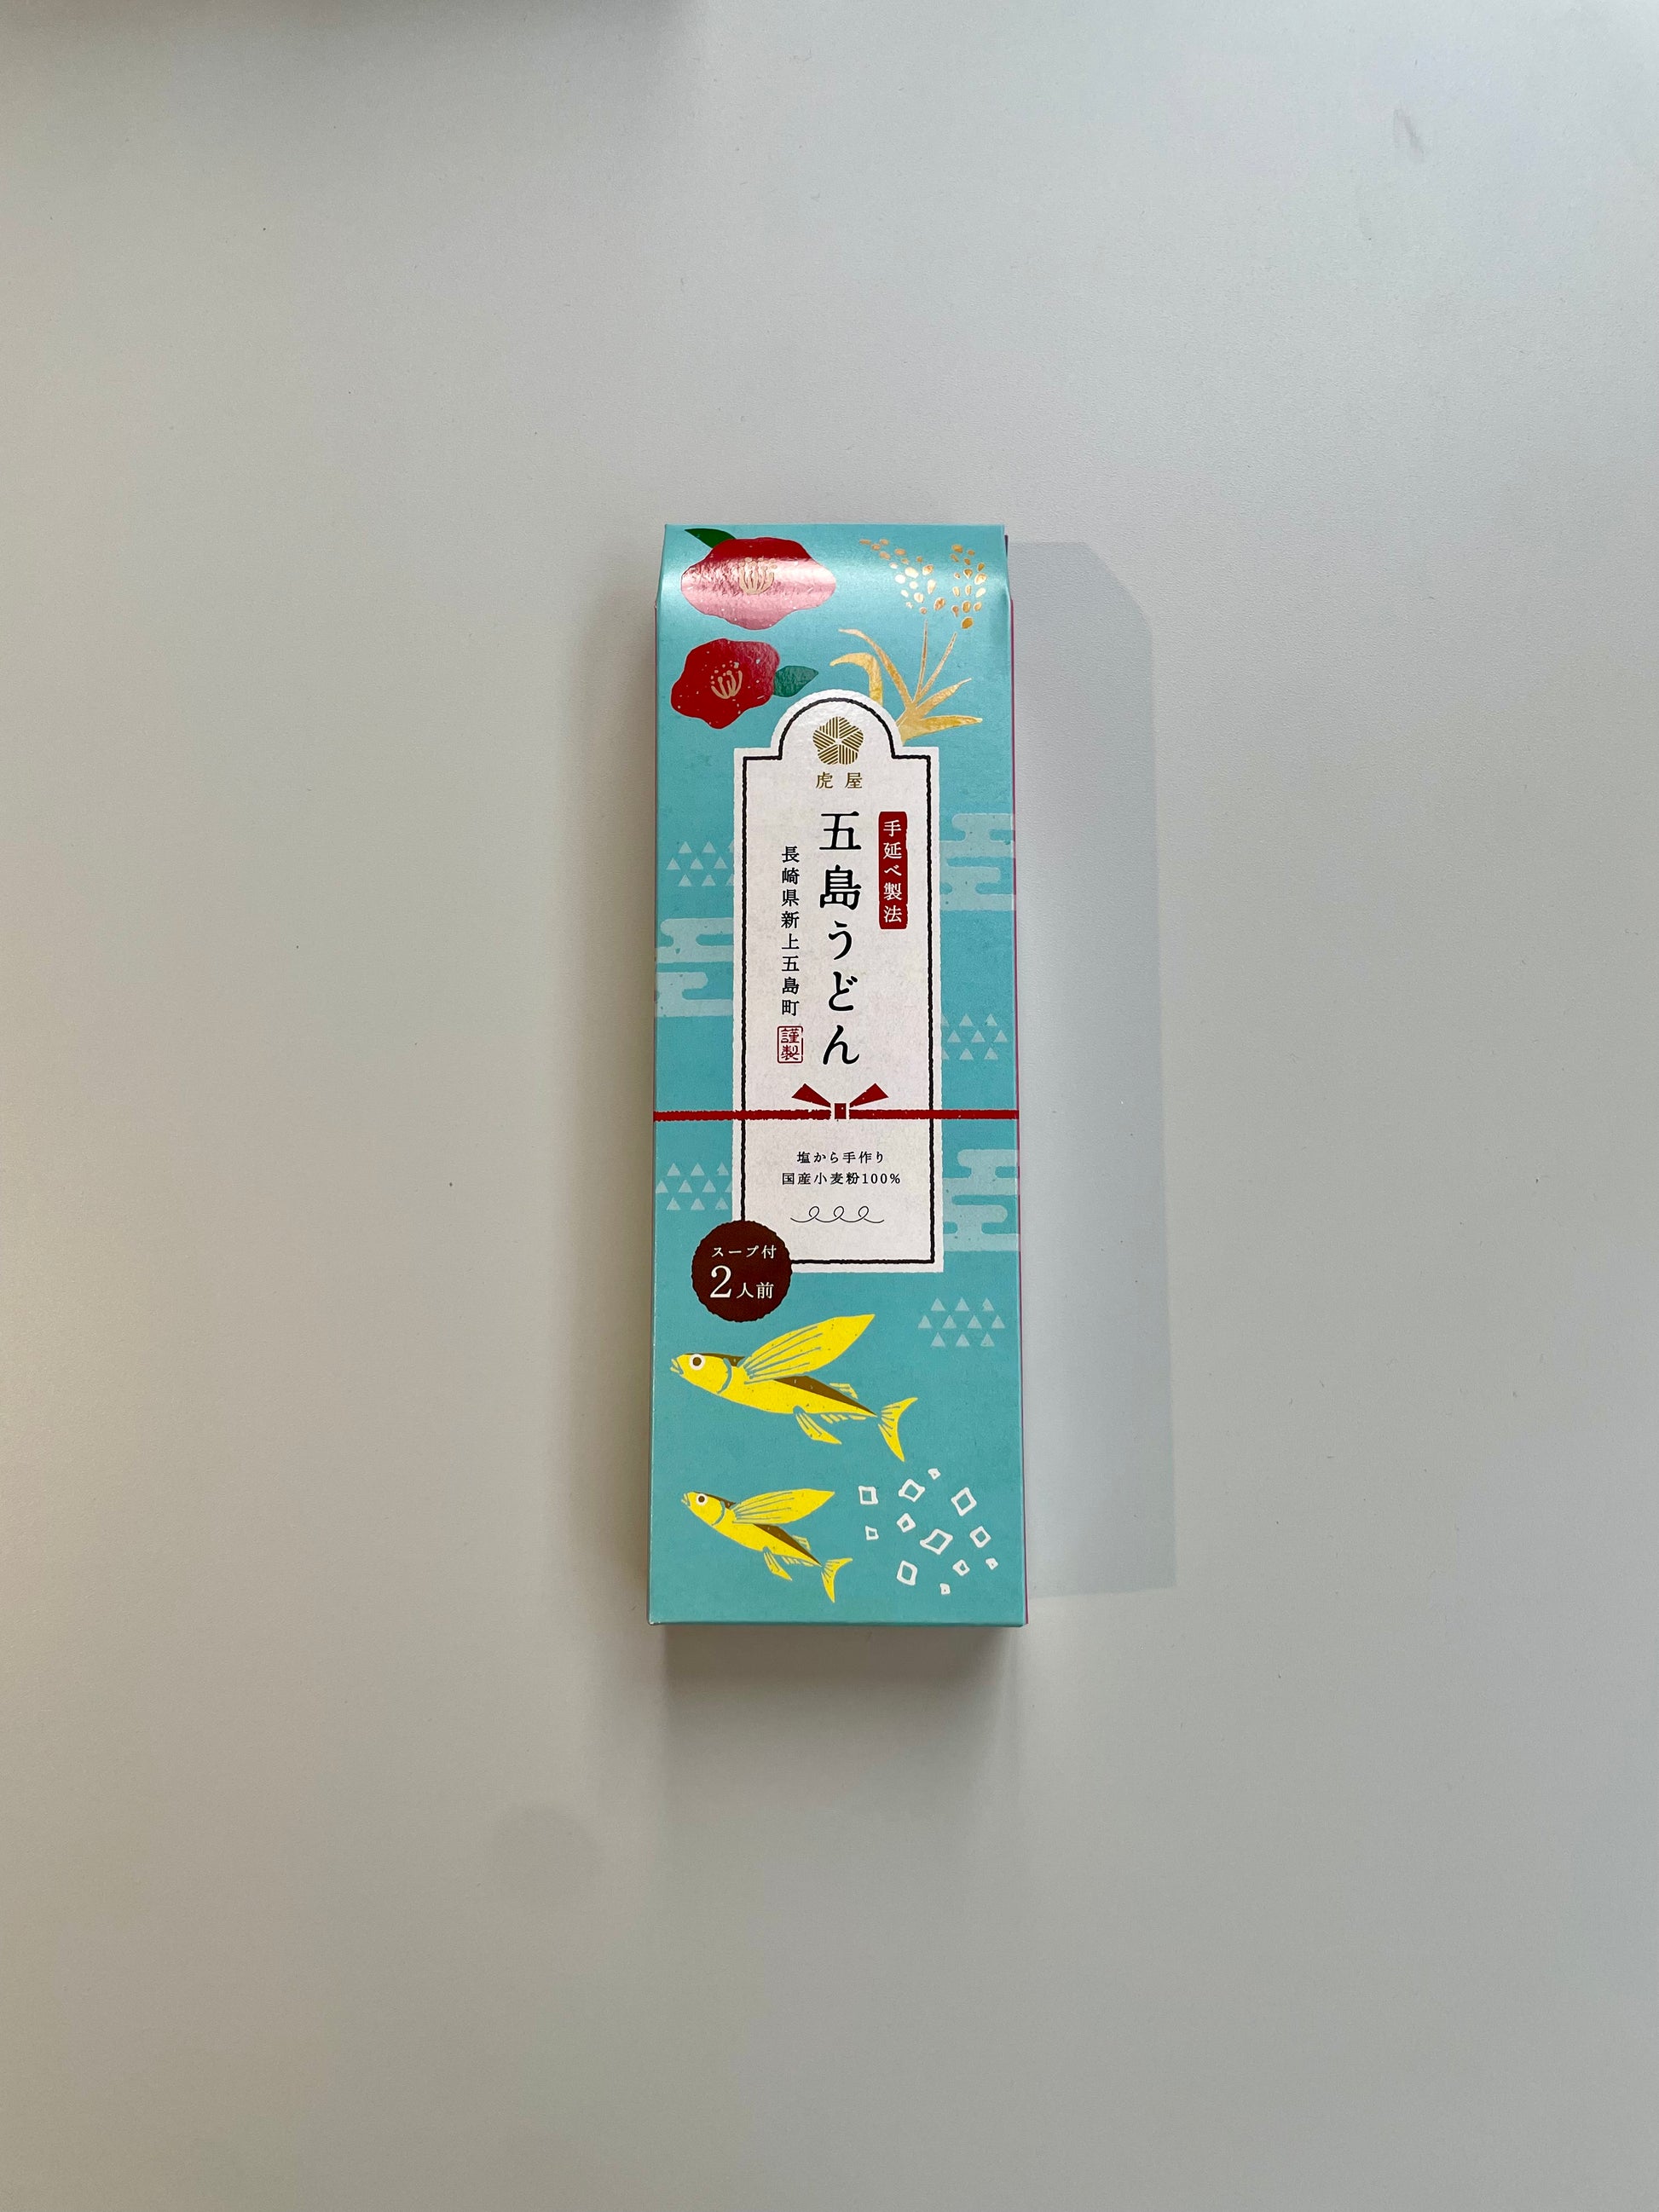 虎屋
手延べ製法
五島うどん
長崎県新上五島町
謹製
塩から手作り
国産小麦粉100%
スープ付
2人前